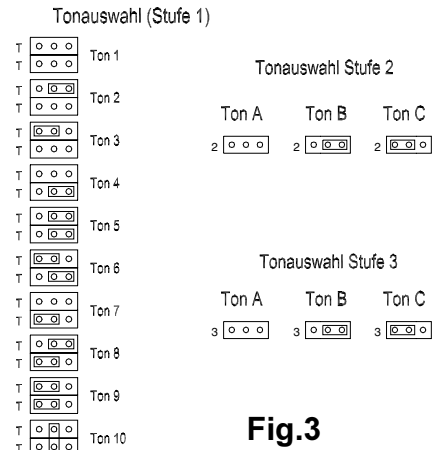 Tonauswahl (Stufe 1)
T
T Ton 1
T
T Ton 2
T
T Ton 3
T
T Ton 4
T
T Ton 5
T
T Ton 6
T
T Ton 7
T
T Ton 8
T
T Ton 9
T
T Ton 10
Tonauswahl Stufe 2
Ton A Ton B Ton C
2 2 2
Tonauswahl Stufe 3
Ton A Ton B Ton C
3 3 3
Fig.3